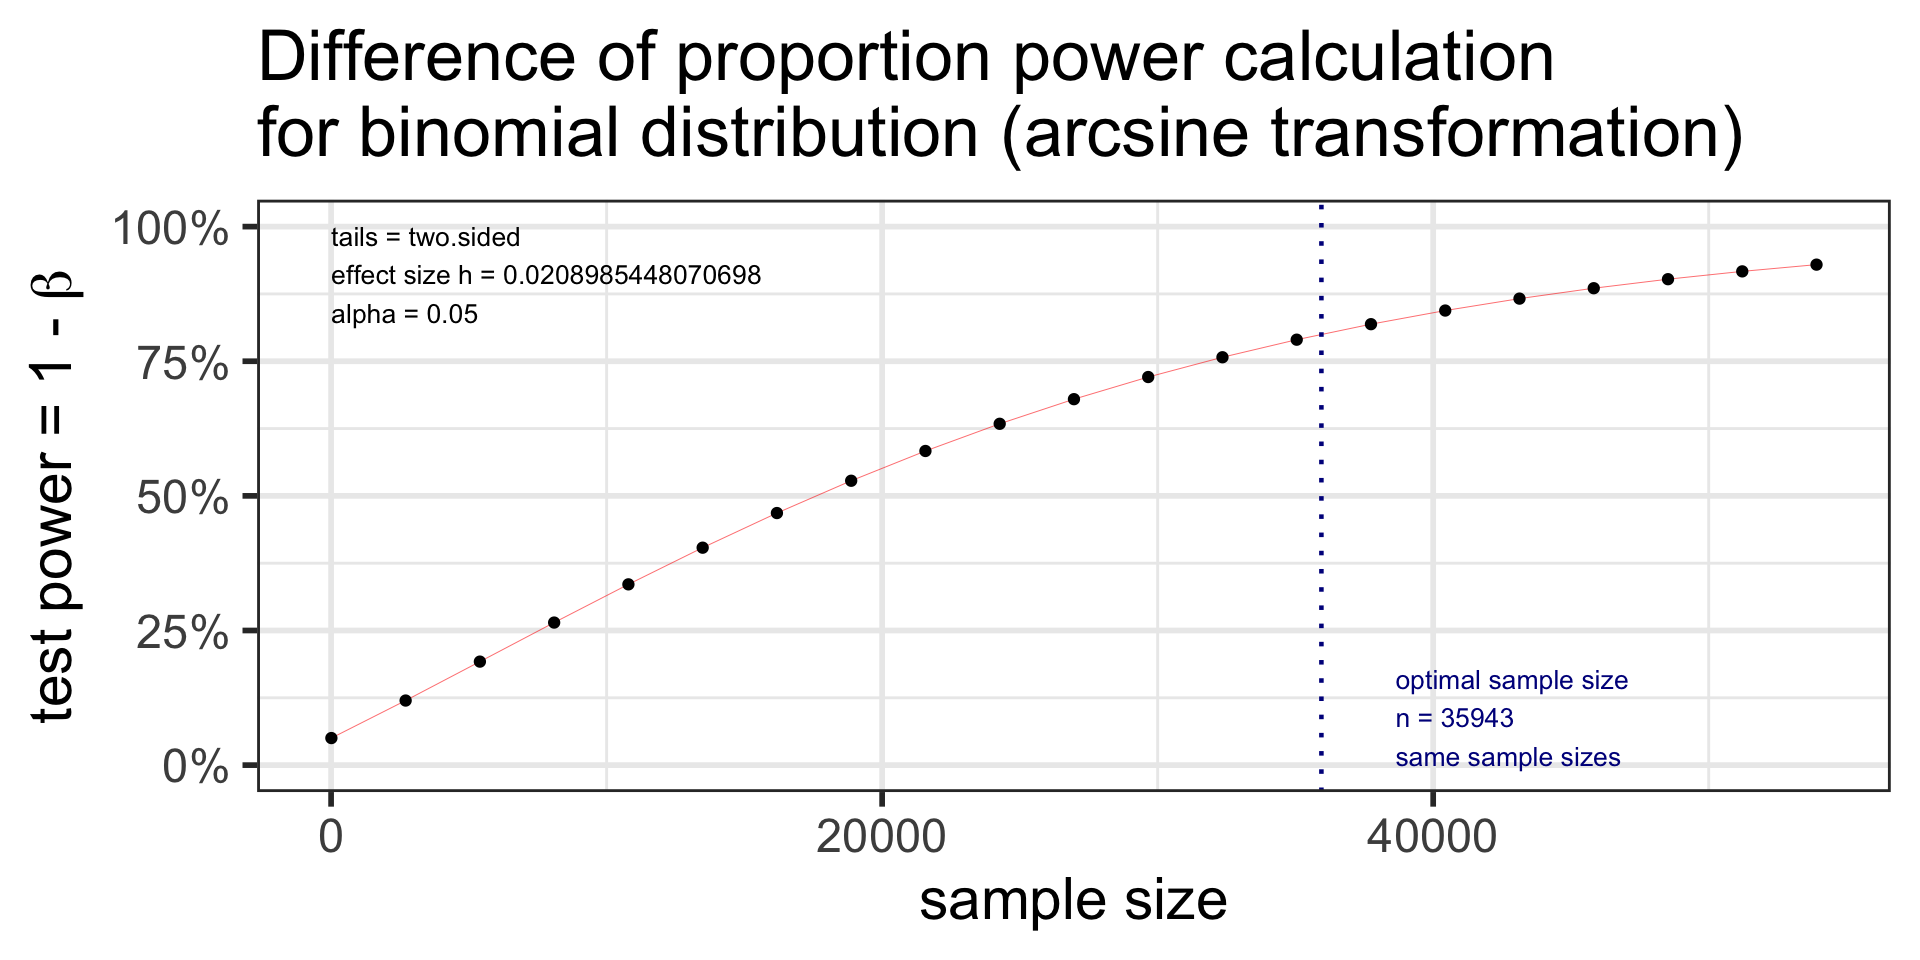 Difference of proportion power calculation
for binomial distribution (arcsine transformation)
test power = 1 - β
100%
75%
50%
25%
0%
tails = two.sided
effect size h = 0.0208985448070698
alpha = 0.05
optimal sample size
n = 35943
same sample sizes
0
20000
40000
sample size